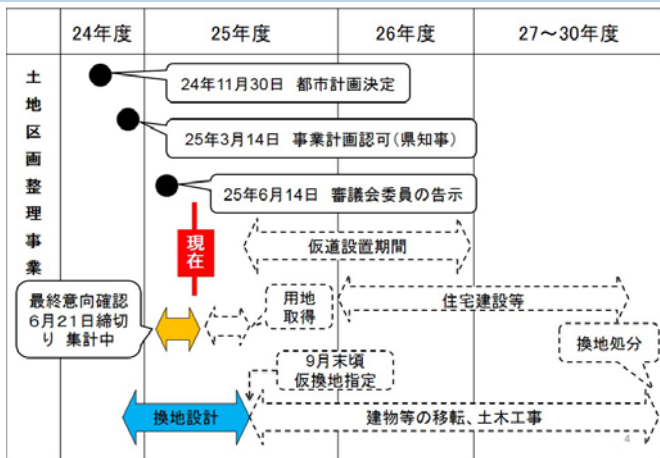 24年度
25年度
26年度
27～30年度
土地区画整理事業
24年11月30日 都市計画決定
25年3月14日 事業計画認可(県知事)
25年6月14日 審議会委員の告示
現在
仮道設置期間
最終意向確認
6月21日締切
り 集計中
用地
取得
住宅建設等
換地処分
9月末頃
仮換地指定
換地設計
建物等の移転、土木工事
4